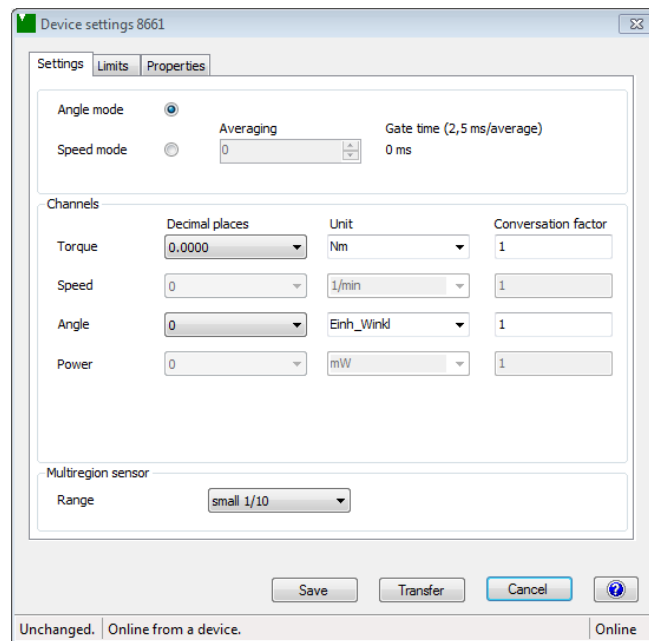 Device settings 8661
Settings Limits Properties
Angle mode
Averaging Gate time (2,5 ms/average)
Speed mode 0 0 ms
Channels
Decimal places Unit Conversation factor
Torque 0.0000 Nm 1
Speed 0 1/min 1
Angle 0 Einh_Winkl 1
Power 0 mW 1
Multiregion sensor
Range small 1/10
Save Transfer Cancel ?
Unchanged. Online from a device. Online